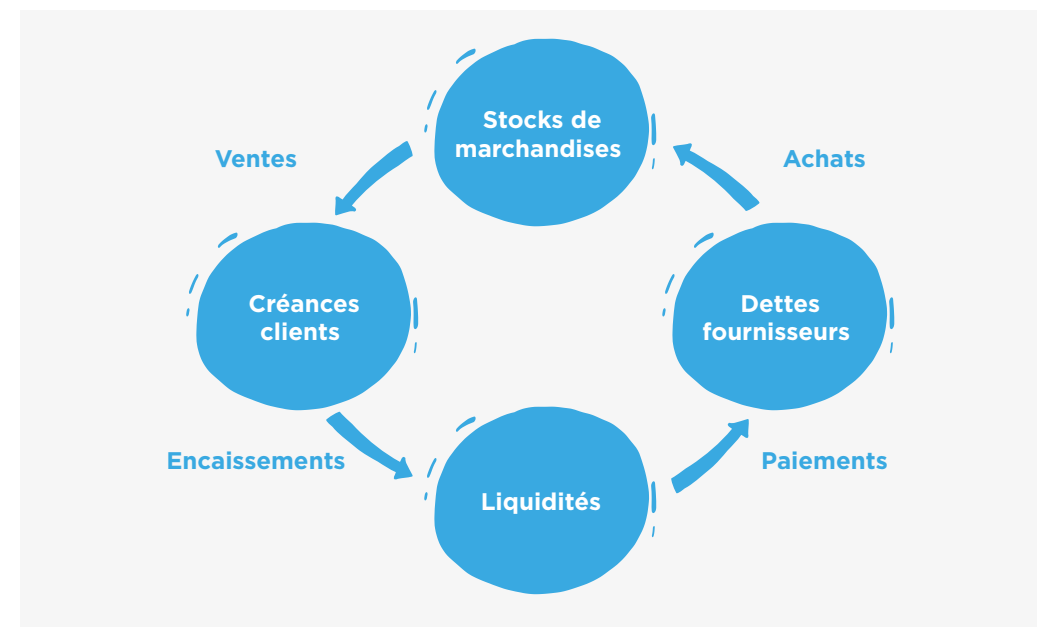 Stocks de
marchandises
Ventes
Achats
Créances
clients
Dettes
fournisseurs
Encaissements
Paiements
Liquidités